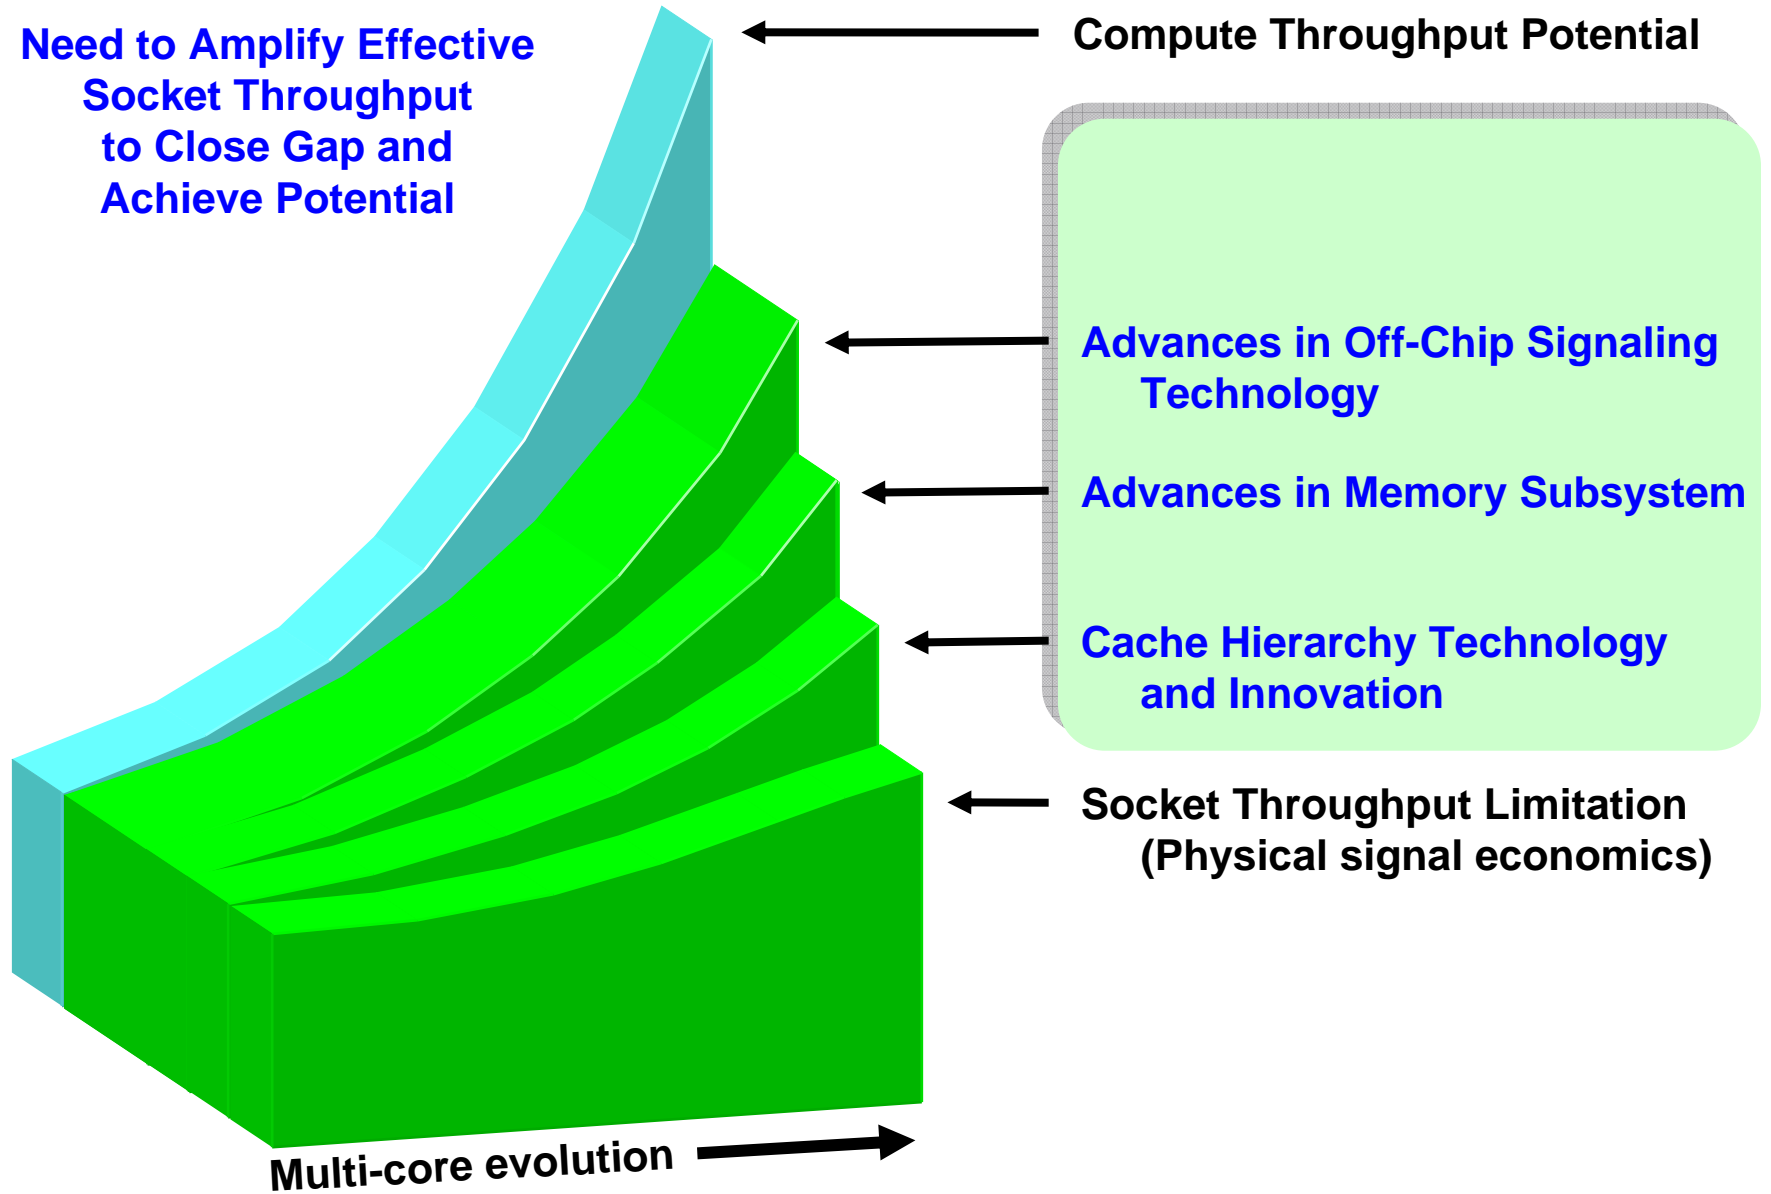 Need to Amplify Effective
Socket Throughput
to Close Gap and
Achieve Potential
Compute Throughput Potential
Advances in Off-Chip Signaling
Technology
Advances in Memory Subsystem
Cache Hierarchy Technology
and Innovation
Socket Throughput Limitation
(Physical signal economics)
Multi-core evolution